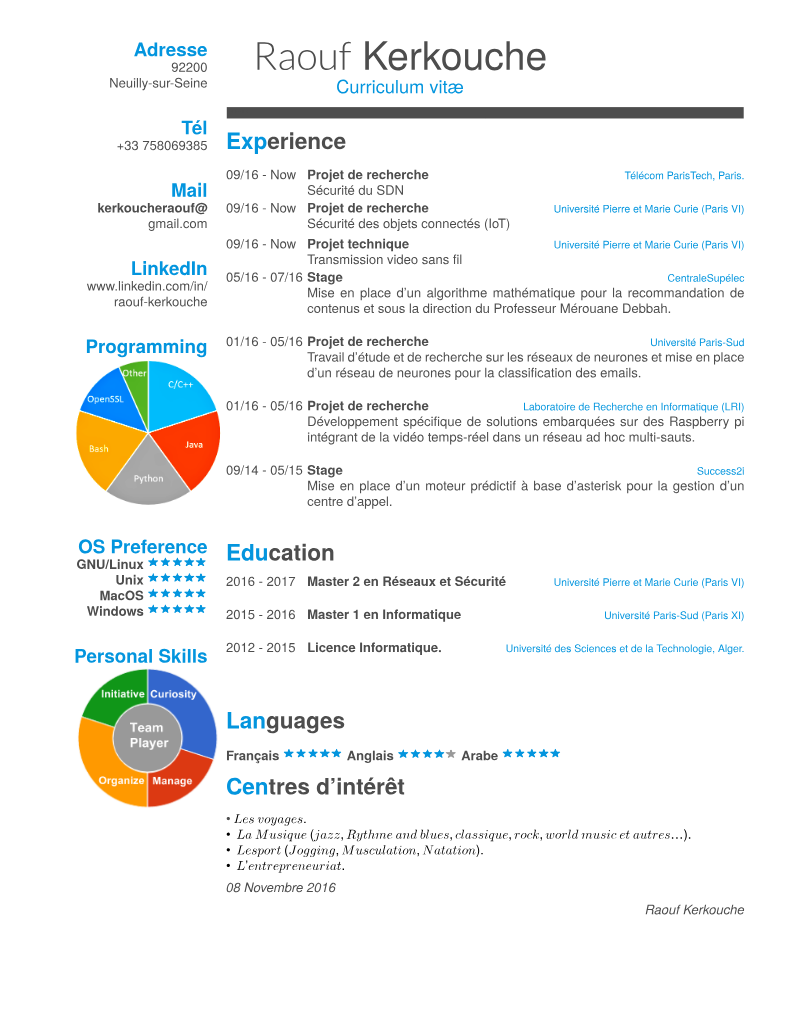 Adresse
92200
Neuilly-sur-Seine
Tél
+33 758069385
Mail
kerkoucheraouf@
gmail.com
LinkedIn
www.linkedin.com/in/
raouf-kerkouche
Programming
Other
C/C++
OpenSSL
Bash
Java
Python
OS Preference
GNU/Linux
Unix
MacOS
Windows
Personal Skills
Initiative Curiosity
Team
Player
Organize Manage
Raouf Kerkouche
Curriculum vitæ
Experience
09/16 - Now Projet de recherche Télécom ParisTech, Paris.
Sécurité du SDN
09/16 - Now Projet de recherche Université Pierre et Marie Curie (Paris VI)
Sécurité des objets connectés (IoT)
09/16 - Now Projet technique Université Pierre et Marie Curie (Paris VI)
Transmission video sans fil
05/16 - 07/16 Stage CentraleSupélec
Mise en place d'un algorithme mathématique pour la recommandation de
contenus et sous la direction du Professeur Mérouane Debbah.
01/16 - 05/16 Projet de recherche Université Paris-Sud
Travail d'étude et de recherche sur les réseaux de neurones et mise en place
d'un réseau de neurones pour la classification des emails.
01/16 - 05/16 Projet de recherche Laboratoire de Recherche en Informatique (LRI)
Développement spécifique de solutions embarquées sur des Raspberry pi
intégrant de la vidéo temps-réel dans un réseau ad hoc multi-sauts.
09/14 - 05/15 Stage Success2i
Mise en place d'un moteur prédictif à base d'asterisk pour la gestion d'un
centre d'appel.
Education
2016 - 2017 Master 2 en Réseaux et Sécurité Université Pierre et Marie Curie (Paris VI)
2015 - 2016 Master 1 en Informatique Université Paris-Sud (Paris XI)
2012 - 2015 Licence Informatique. Université des Sciences et de la Technologie, Alger.
Languages
Français Anglais Arabe
Centres d'intérêt
• Les voyages.
• La Musique (jazz, Rythme and blues, classique, rock, world music et autres...).
• Lesport (Jogging, Musculation, Natation).
• L'entrepreneuriat.
08 Novembre 2016
Raouf Kerkouche